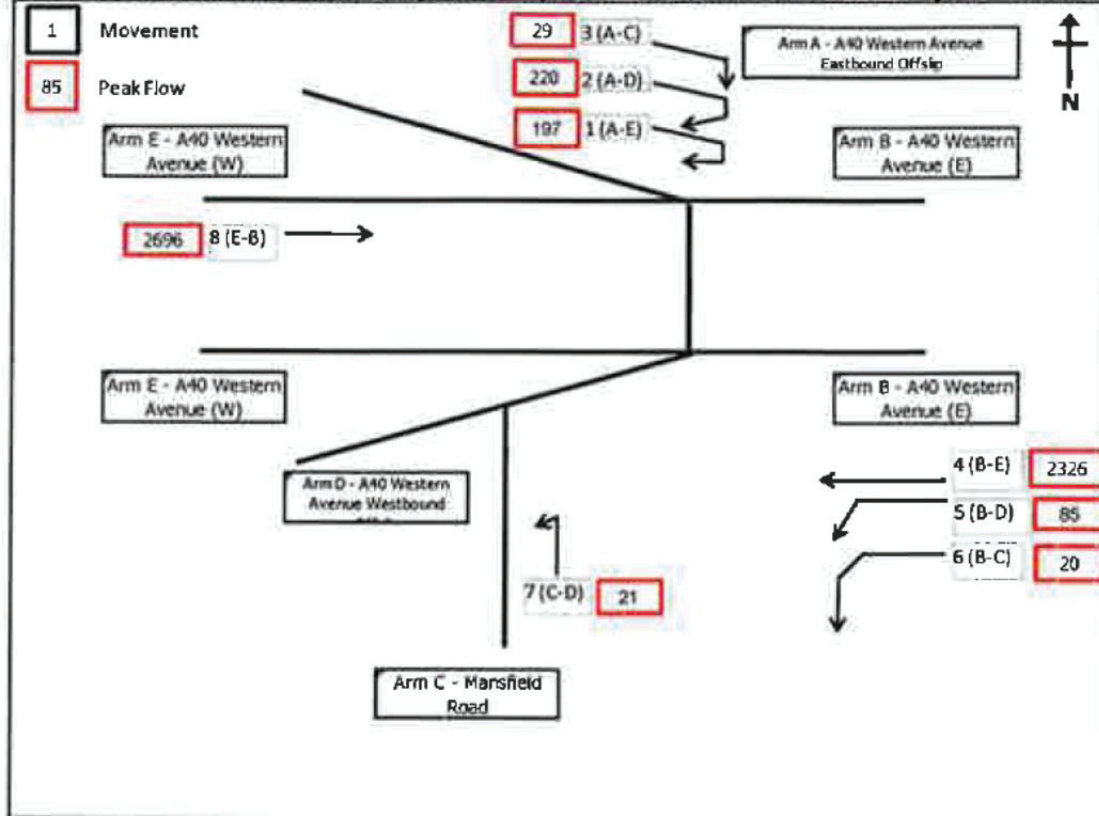 1 Movement
85 Peak Flow
29 3 (A-C)
220 2 (A-D)
197 1 (A-E)
Arm A - A40 Western Avenue
Eastbound Offslip
N
Arm E - A40 Western
Avenue (W)
Arm B - A40 Western
Avenue (E)
2696 8 (E-B)
Arm E - A40 Western
Avenue (W)
Arm B - A40 Western
Avenue (E)
4 (B-E) 2326
5 (B-D) 85
6 (B-C) 20
Arm D - A40 Western
Avenue Westbound
7 (C-D) 21
Arm C - Mansfield
Road